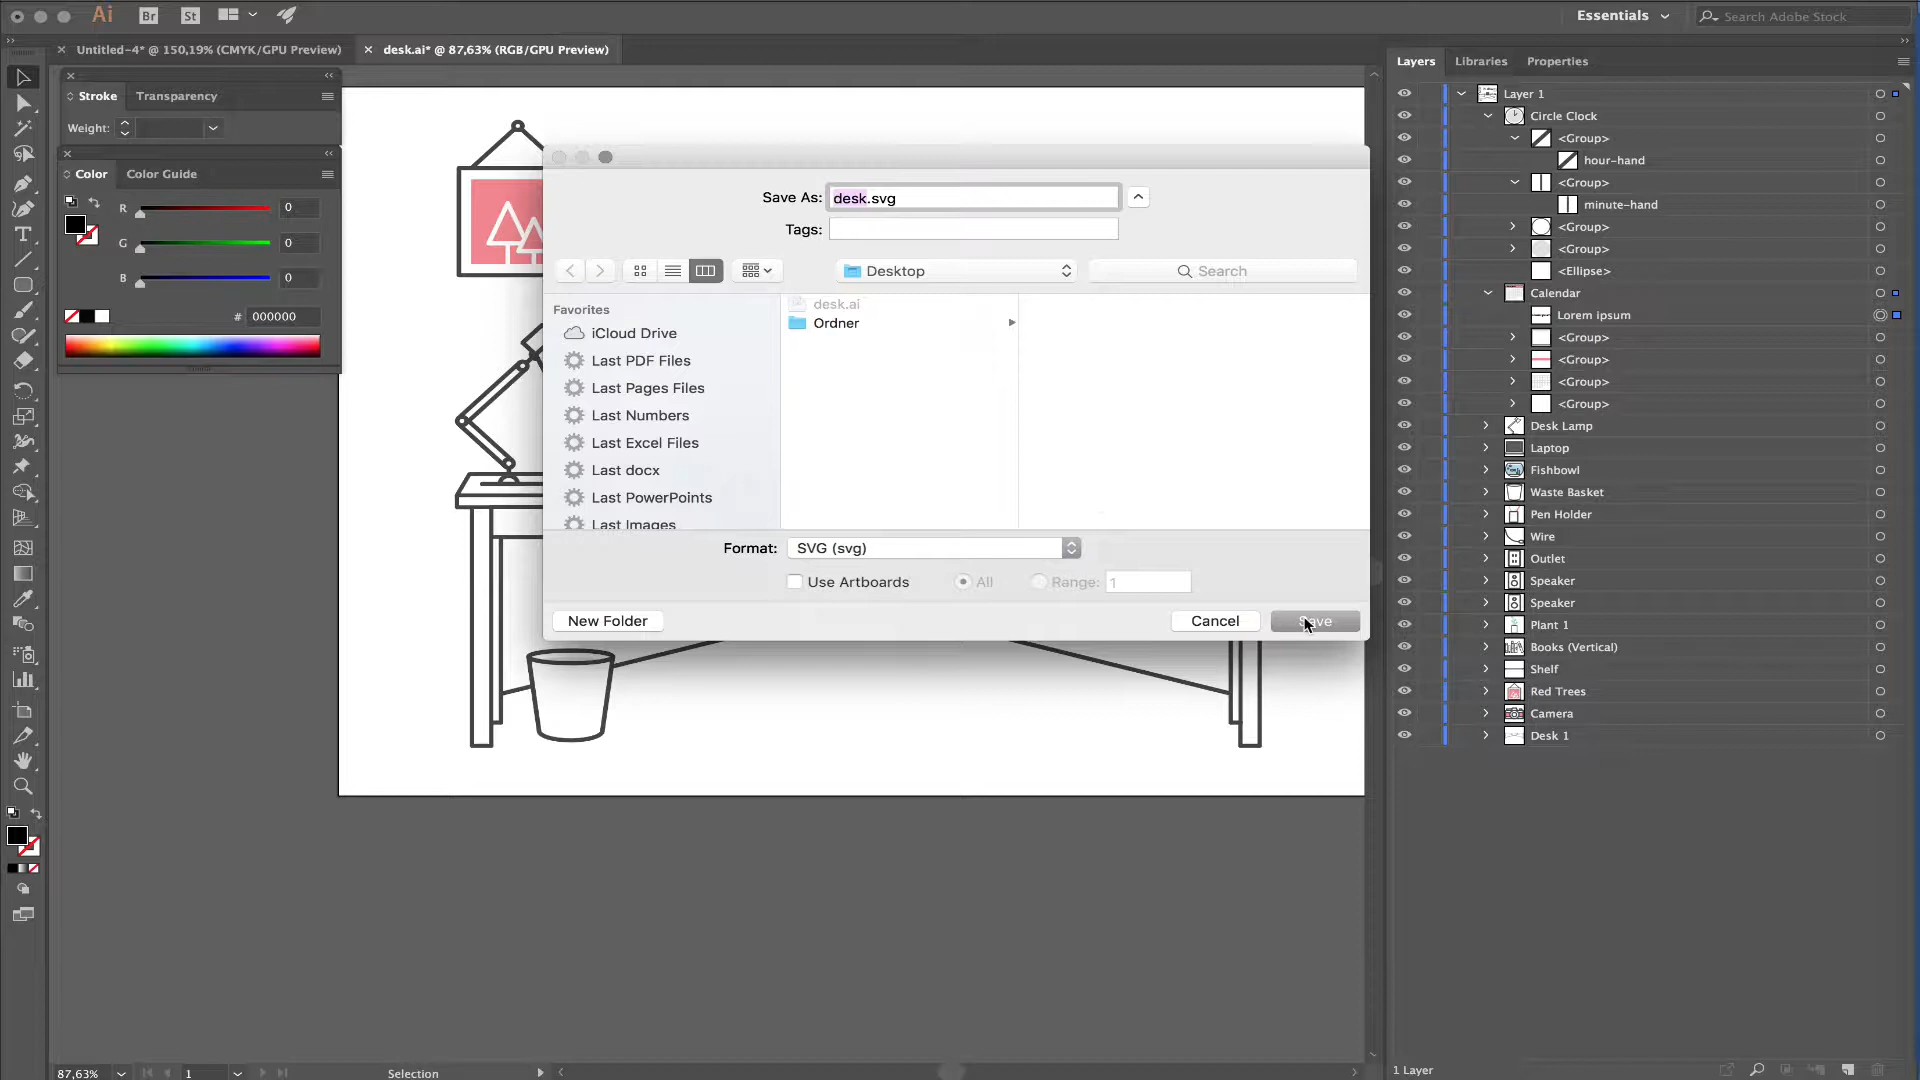 Ai Br St Essentials Search Adobe Stock
Untitled-4* @ 150,19% (CMYK/GPU Preview) desk.ai* @ 87,63% (RGB/GPU Preview)
Stroke Transparency
Weight:
Color Color Guide
R 0
G 0
B 0
# 000000
Save As: desk.svg
Tags:
Desktop Search
Favorites
iCloud Drive
Last PDF Files
Last Pages Files
Last Numbers
Last Excel Files
Last docx
Last PowerPoints
Last Images
desk.ai
Ordner
Format: SVG (svg)
Use Artboards All Range: 1
New Folder Cancel Save
Layers Libraries Properties
Layer 1
Circle Clock
<Group>
hour-hand
<Group>
minute-hand
<Group>
<Group>
<Ellipse>
Calendar
Lorem ipsum
<Group>
<Group>
<Group>
<Group>
Desk Lamp
Laptop
Fishbowl
Waste Basket
Pen Holder
Wire
Outlet
Speaker
Speaker
Plant 1
Books (Vertical)
Shelf
Red Trees
Camera
Desk 1
87,63% 1 Selection
1 Layer